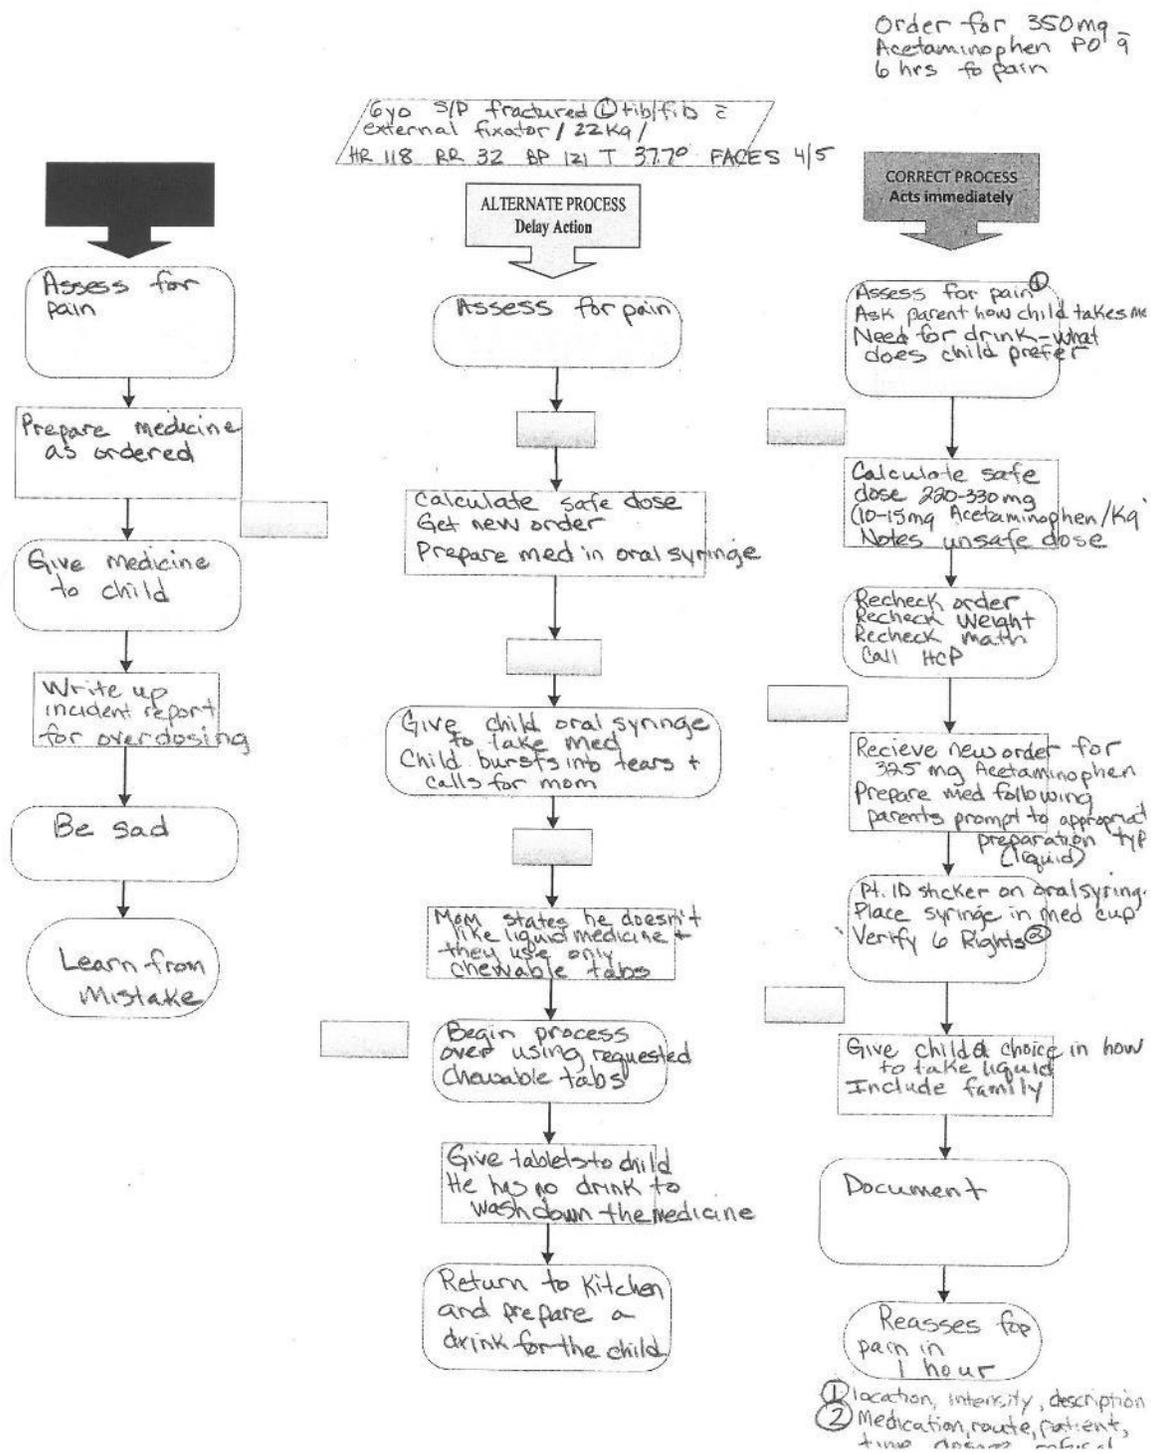 Order for 350mg
Acetaminophen PO q̄
6 hrs fo pain
6yo S/P fractured Ⓛ tib/fib c̄
external fixator / 22Kg /
HR 118 RR 32 BP 121 T 37.7° FACES 4/5
Assess for
pain
Prepare medicine
as ordered
Give medicine
to child
Write up
incident report
for overdosing
Be sad
Learn from
Mistake
ALTERNATE PROCESS
Delay Action
Assess for pain
Calculate safe dose
Get new order
Prepare med in oral syringe
Give child oral syringe
to take med
Child bursts into tears +
calls for mom
Mom states he doesn't
like liquid medicine +
they use only
chewable tabs
Begin process
over using requested
chewable tabs
Give tablets to child
He has no drink to
wash down the medicine
Return to Kitchen
and prepare a
drink for the child
CORRECT PROCESS
Acts immediately
Assess for pain①
Ask parent how child takes me
Need for drink - what
does child prefer
Calculate safe
dose 220-330mg
(10-15mg Acetaminophen/Kg
Notes unsafe dose
Recheck order
Recheck Weight
Recheck math
Call HCP
Recieve new order for
325 mg Acetaminophen
Prepare med following
parents prompt to appropriat
preparation typ
(liquid)
Pt. ID sticker on oral syring.
Place syringe in med cup
Verify 6 Rights②
Give child a choice in how
to take liquid
Include family
Document
Reasses for
pain in
1 hour
① location, intensity, description
② Medication, route, patient,
time